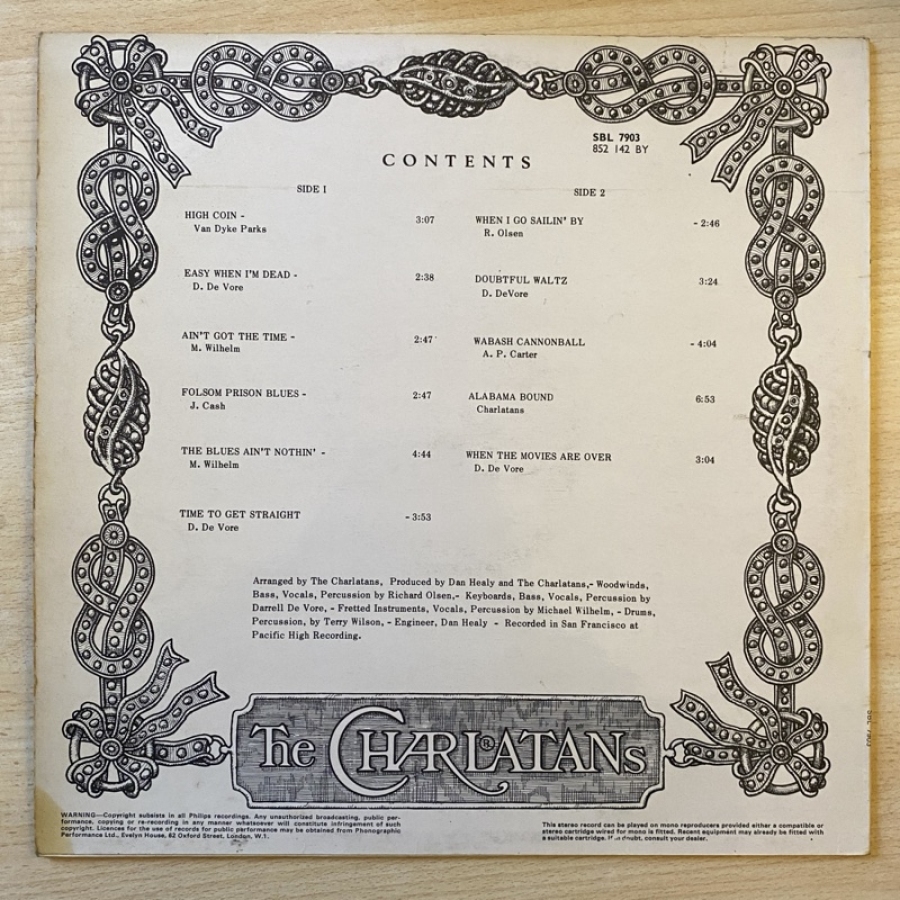 SBL 7903
852 142 BY
CONTENTS
SIDE 1
HIGH COIN - 3:07
Van Dyke Parks
EASY WHEN I'M DEAD - 2:38
D. De Vore
AIN'T GOT THE TIME - 2:47
M. Wilhelm
FOLSOM PRISON BLUES - 2:47
J. Cash
THE BLUES AIN'T NOTHIN' - 4:44
M. Wilhelm
TIME TO GET STRAIGHT - 3:53
D. De Vore
SIDE 2
WHEN I GO SAILIN' BY - 2:46
R. Olsen
DOUBTFUL WALTZ 3:24
D. DeVore
WABASH CANNONBALL - 4:04
A. P. Carter
ALABAMA BOUND 6:53
Charlatans
WHEN THE MOVIES ARE OVER 3:04
D. De Vore
Arranged by The Charlatans, Produced by Dan Healy and The Charlatans,- Woodwinds,
Bass, Vocals, Percussion by Richard Olsen,- Keyboards, Bass, Vocals, Percussion by
Darrell De Vore, - Fretted Instruments, Vocals, Percussion by Michael Wilhelm, - Drums,
Percussion, by Terry Wilson, - Engineer, Dan Healy - Recorded in San Francisco at
Pacific High Recording.
The CHARLATANs ®
WARNING—Copyright subsists in all Philips recordings. Any unauthorized broadcasting, public per-
formance, copying or re-recording in any manner whatsoever will constitute infringement of such
copyright. Licences for the use of records for public performance may be obtained from Phonographic
Performance Ltd., Evelyn House, 62 Oxford Street, London, W.1.
This stereo record can be played on mono reproducers provided either a compatible or
stereo cartridge wired for mono is fitted. Recent equipment may already be fitted with
a suitable cartridge. If in doubt, consult your dealer.